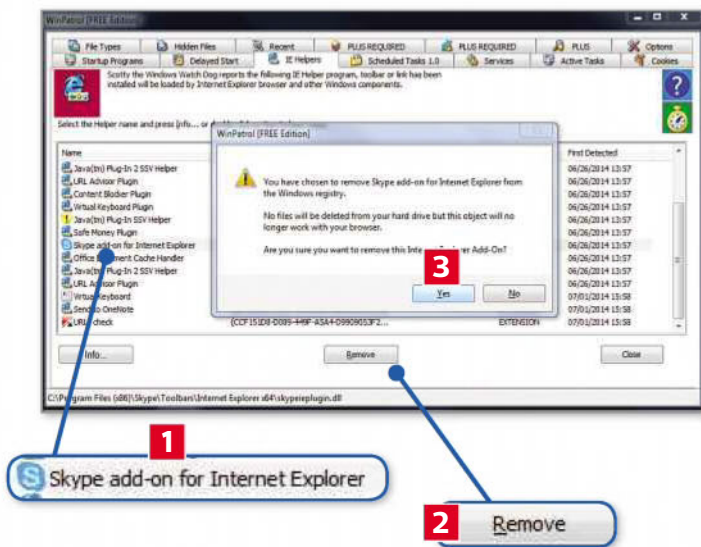 WinPatrol [FREE Edition]
File Types Hidden Files Recent PLUS REQUIRED PLUS REQUIRED PLUS Options
Startup Programs Delayed Start IE Helpers Scheduled Tasks 1.0 Services Active Tasks Cookies
Scotty the Windows Watch Dog reports the following IE Helper program, toolbar or link has been
installed will be loaded by Internet Explorer browser and other Windows components.
Select the Helper name and press Info... or
WinPatrol [FREE Edition]
You have chosen to remove Skype add-on for Internet Explorer from
the Windows registry.
No files will be deleted from your hard drive but this object will no
longer work with your browser.
Are you sure you want to remove this Internet Explorer Add-On?
3
Yes No
Name First Detected
Java(tm) Plug-In 2 SSV Helper 06/26/2014 13:57
URL Advisor Plugin 06/26/2014 13:57
Content Blocker Plugin 06/26/2014 13:57
Virtual Keyboard Plugin 06/26/2014 13:57
Java(tm) Plug-In SSV Helper 06/26/2014 13:57
Safe Money Plugin 06/26/2014 13:57
Skype add-on for Internet Explorer 06/26/2014 13:57
Office Document Cache Handler 06/26/2014 13:57
Java(tm) Plug-In 2 SSV Helper 06/26/2014 13:57
URL Advisor Plugin 06/26/2014 13:57
Virtual Keyboard 07/01/2014 15:58
Send to OneNote 07/01/2014 15:58
URL check EXTENSION 07/01/2014 15:58
Info... Remove Close
C:\Program Files (x86)\Skype\Toolbars\Internet Explorer x64\skypeieplugin.dll
1
Skype add-on for Internet Explorer
2 Remove